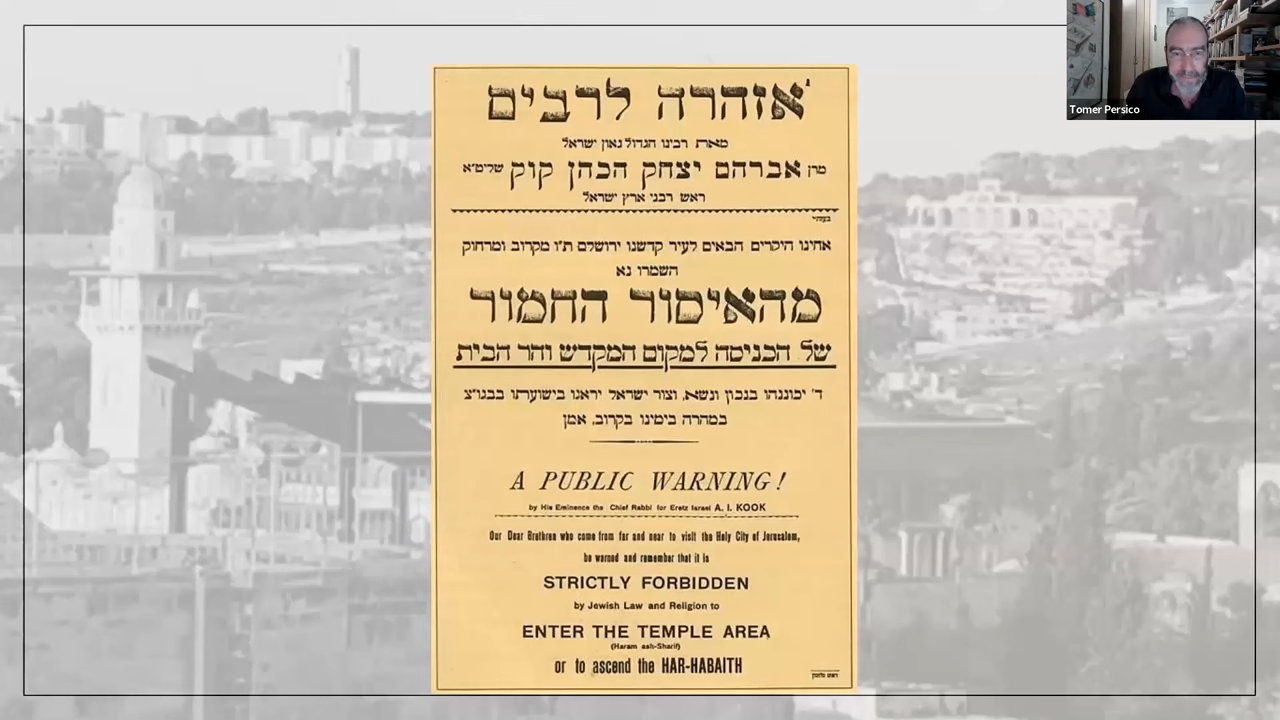 אזהרה לרבים
מאת רבינו הגדול גאון ישראל
מרן אברהם יצחק הכהן קוק שליט״א
ראש רבני ארץ ישראל
אחינו היקרים הבאים לעיר קדשנו ירושלם ת״ו מקרוב ומרחוק
השמרו נא
מהאיסור החמור
של הכניסה למקום המקדש והר הבית
ד׳ יכוננהו בנכון ונשא, וצור ישראל יראנו בישועתו בבגו״צ
במהרה בימינו בקרוב, אמן
A PUBLIC WARNING!
by His Eminence the Chief Rabbi for Eretz Israel A. I. KOOK
Our Dear Brethren who come from far and near to visit the Holy City of Jerusalem,
be warned and remember that it is
STRICTLY FORBIDDEN
by Jewish Law and Religion to
ENTER THE TEMPLE AREA
(Haram ash-Sharif)
or to ascend the HAR-HABAITH
Tomer Persico